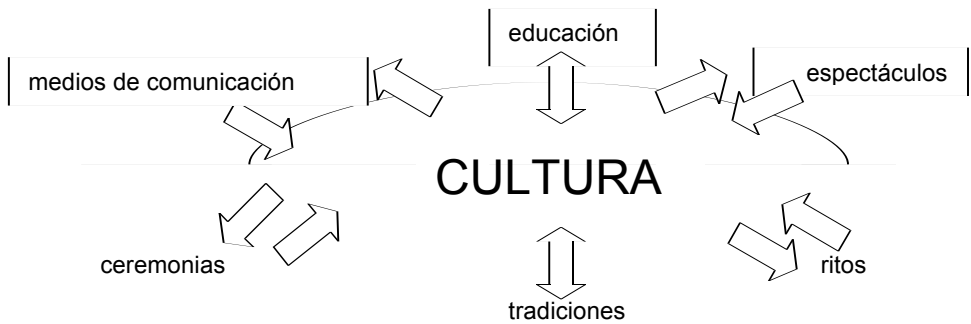 educación
medios de comunicación
espectáculos
CULTURA
ceremonias
ritos
tradiciones